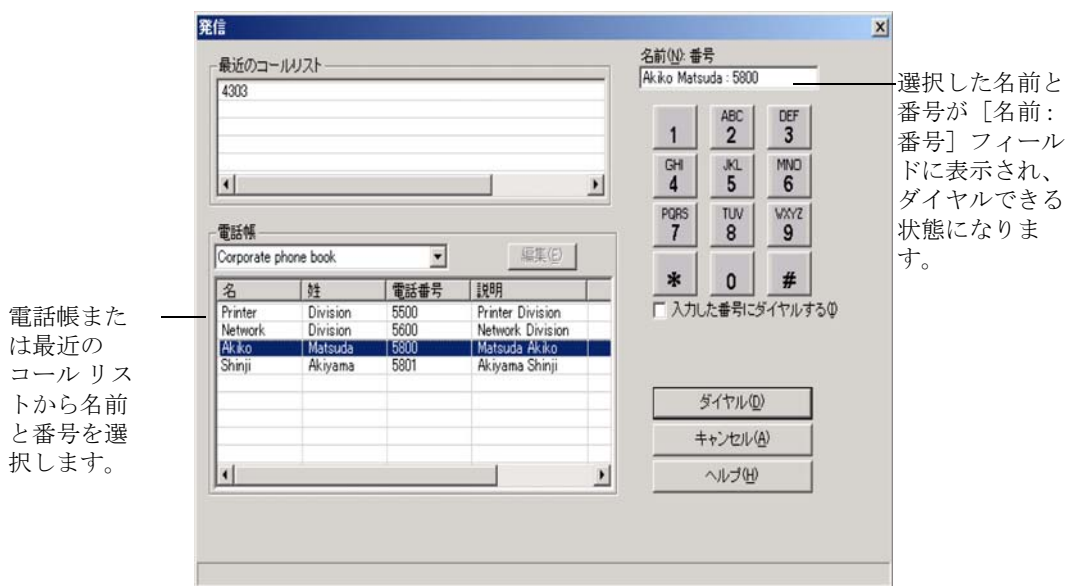 発信
最近のコールリスト
4303
名前(N): 番号
Akiko Matsuda : 5800
1
ABC 2
DEF 3
GHI 4
JKL 5
MNO 6
PQRS 7
TUV 8
WXYZ 9
*
0
#
入力した番号にダイヤルする(I)
電話帳
Corporate phone book
編集(E)
名 姓 電話番号 説明
Printer Division 5500 Printer Division
Network Division 5600 Network Division
Akiko Matsuda 5800 Matsuda Akiko
Shinji Akiyama 5801 Akiyama Shinji
ダイヤル(D)
キャンセル(A)
ヘルプ(H)
電話帳また
は最近の
コール リス
トから名前
と番号を選
択します。
選択した名前と
番号が［名前 :
番号］フィール
ドに表示され、
ダイヤルできる
状態になりま
す。